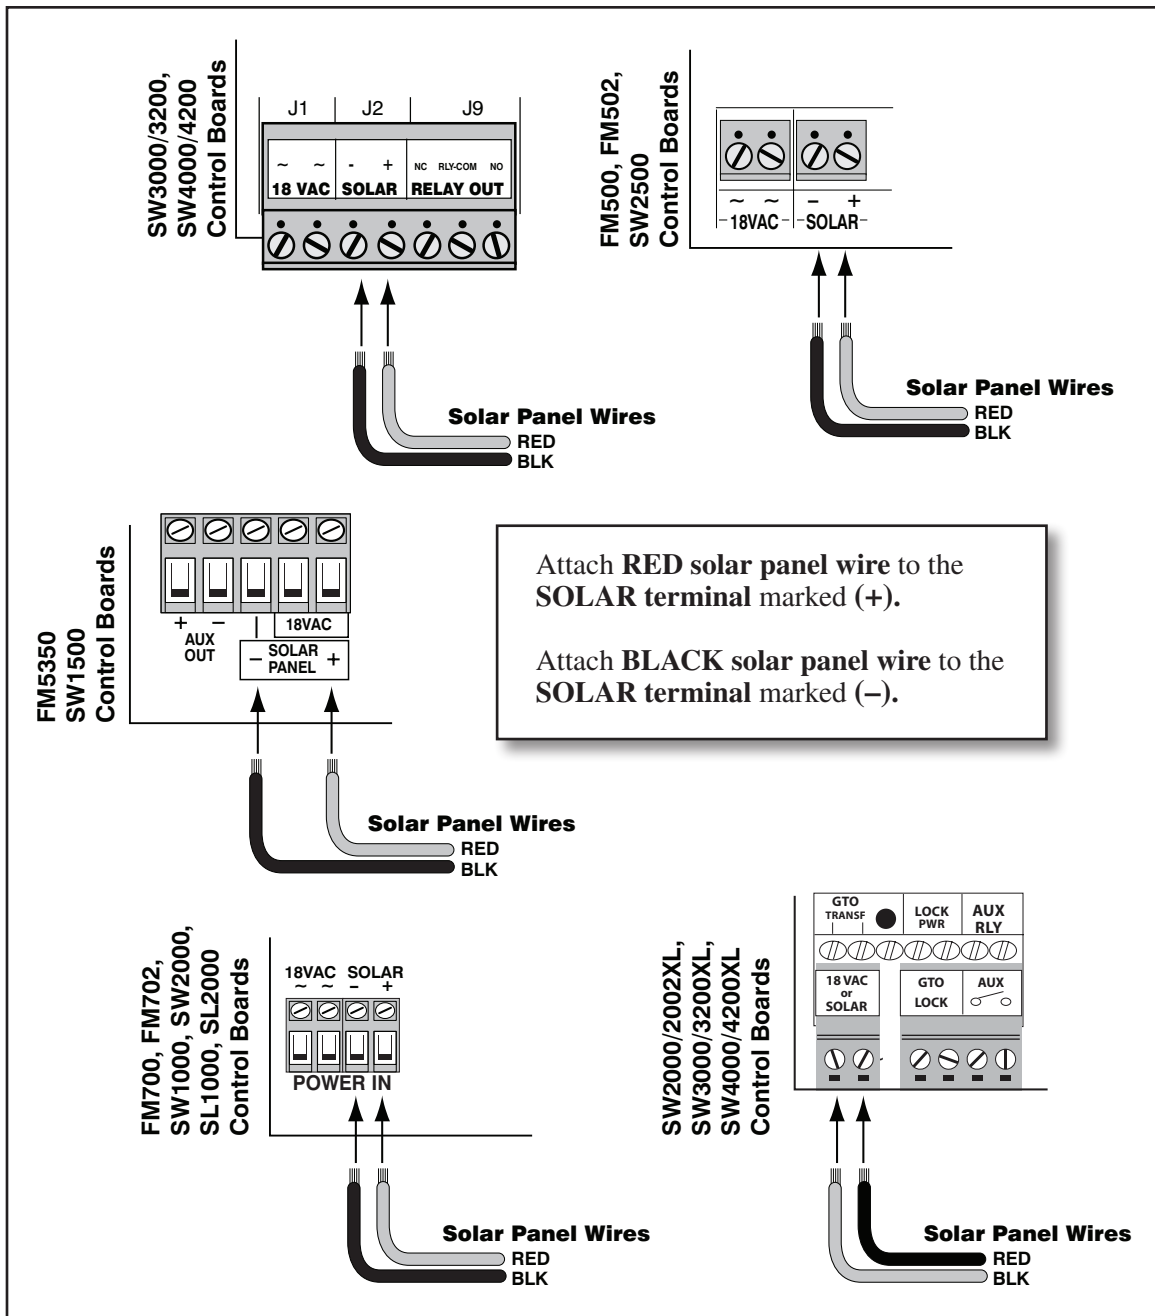 SW3000/3200,
SW4000/4200
Control Boards
J1 J2 J9
~ ~ - + NC RLY-COM NO
18 VAC SOLAR RELAY OUT
Solar Panel Wires
RED
BLK
FM500, FM502,
SW2500
Control Boards
~ ~ – +
18VAC SOLAR
Solar Panel Wires
RED
BLK
FM5350
SW1500
Control Boards
+ –
AUX
OUT
18VAC
– SOLAR +
PANEL
Solar Panel Wires
RED
BLK
Attach RED solar panel wire to the
SOLAR terminal marked (+).
Attach BLACK solar panel wire to the
SOLAR terminal marked (–).
FM700, FM702,
SW1000, SW2000,
SL1000, SL2000
Control Boards
18VAC SOLAR
~ ~ – +
POWER IN
Solar Panel Wires
RED
BLK
SW2000/2002XL,
SW3000/3200XL,
SW4000/4200XL
Control Boards
GTO
TRANSF
LOCK
PWR
AUX
RLY
18 VAC
or
SOLAR
GTO
LOCK
AUX
Solar Panel Wires
RED
BLK